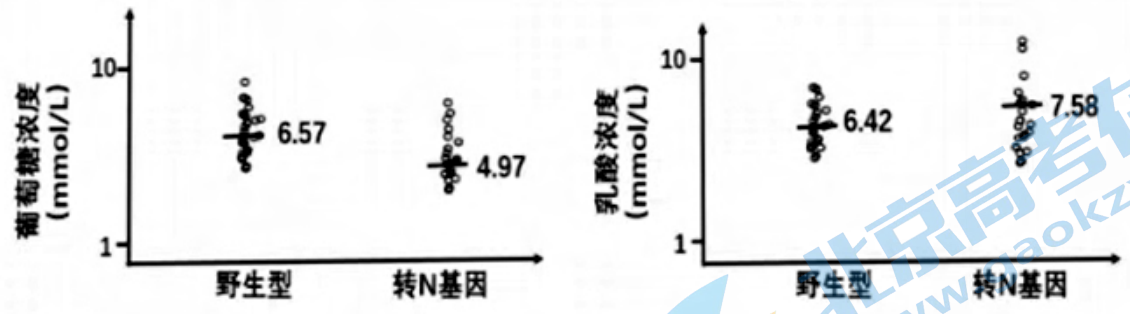 葡萄糖浓度
(mmol/L)
10
1
6.57
4.97
野生型
转N基因
乳酸浓度
(mmol/L)
10
1
6.42
7.58
野生型
转N基因
北京高考
www.gaokz